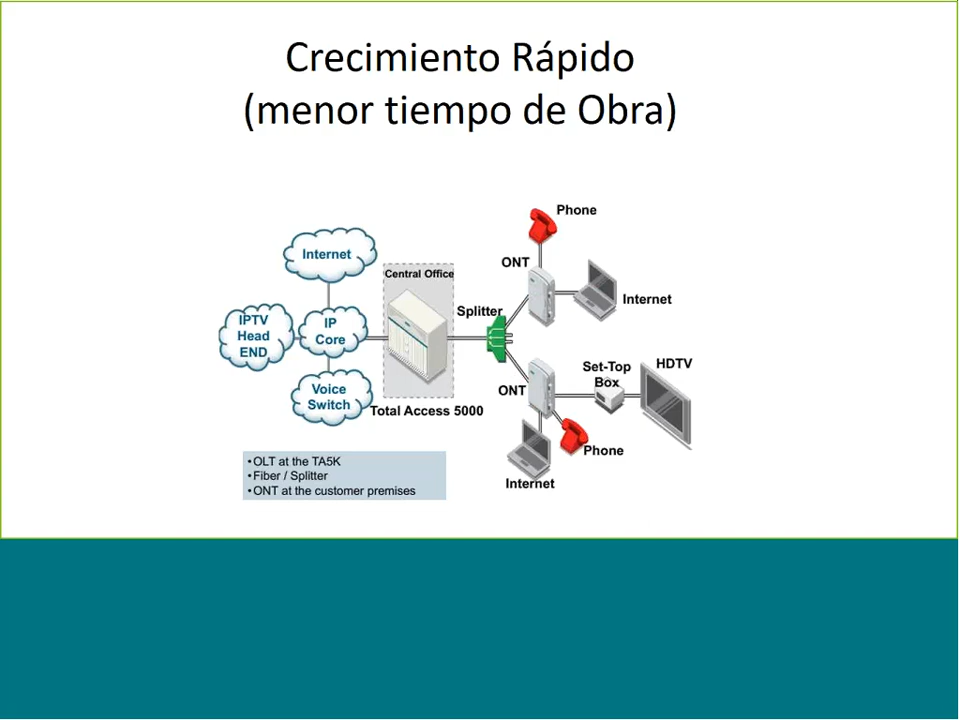 Crecimiento Rápido
(menor tiempo de Obra)
Phone
Internet
ONT
Central Office
Internet
Splitter
IPTV
Head
END
IP
Core
Set-Top
Box
HDTV
ONT
Voice
Switch
Total Access 5000
Phone
Internet
•OLT at the TA5K
•Fiber / Splitter
•ONT at the customer premises